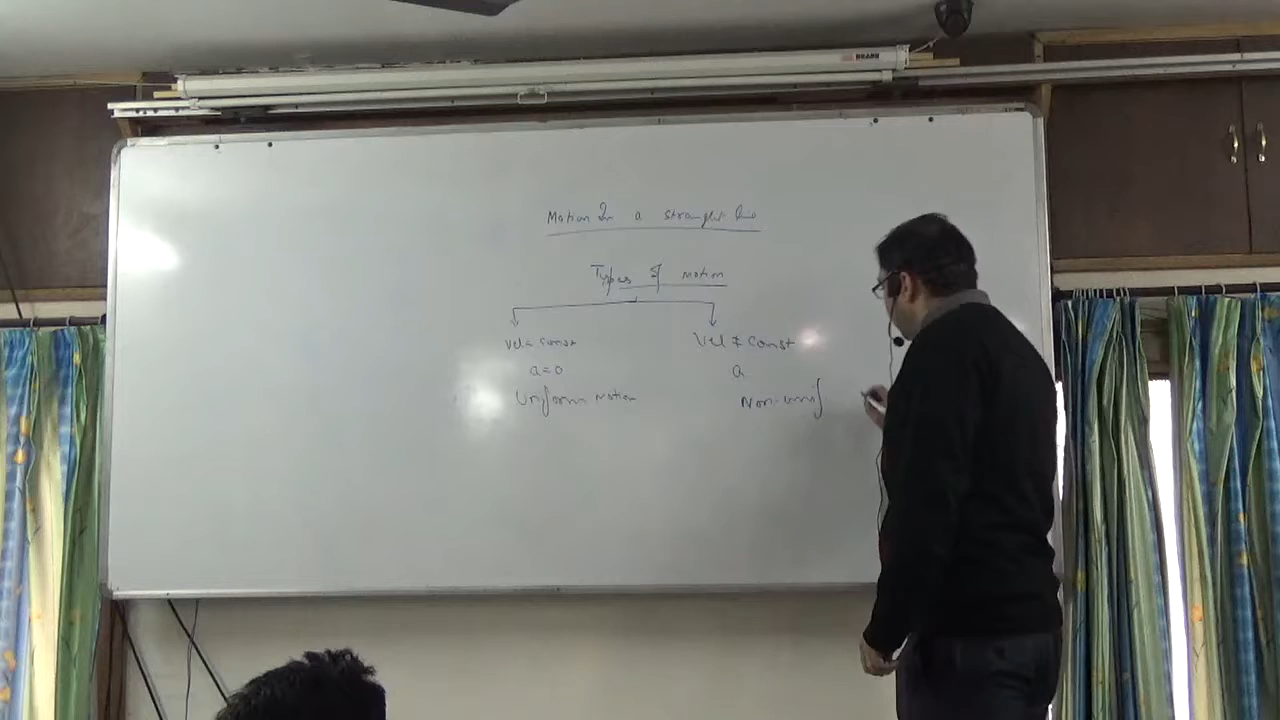 Motion In a straight line
Types of motion
Vel = const
Vel ≠ const
a=0
a
Uniform motion
Non-unif